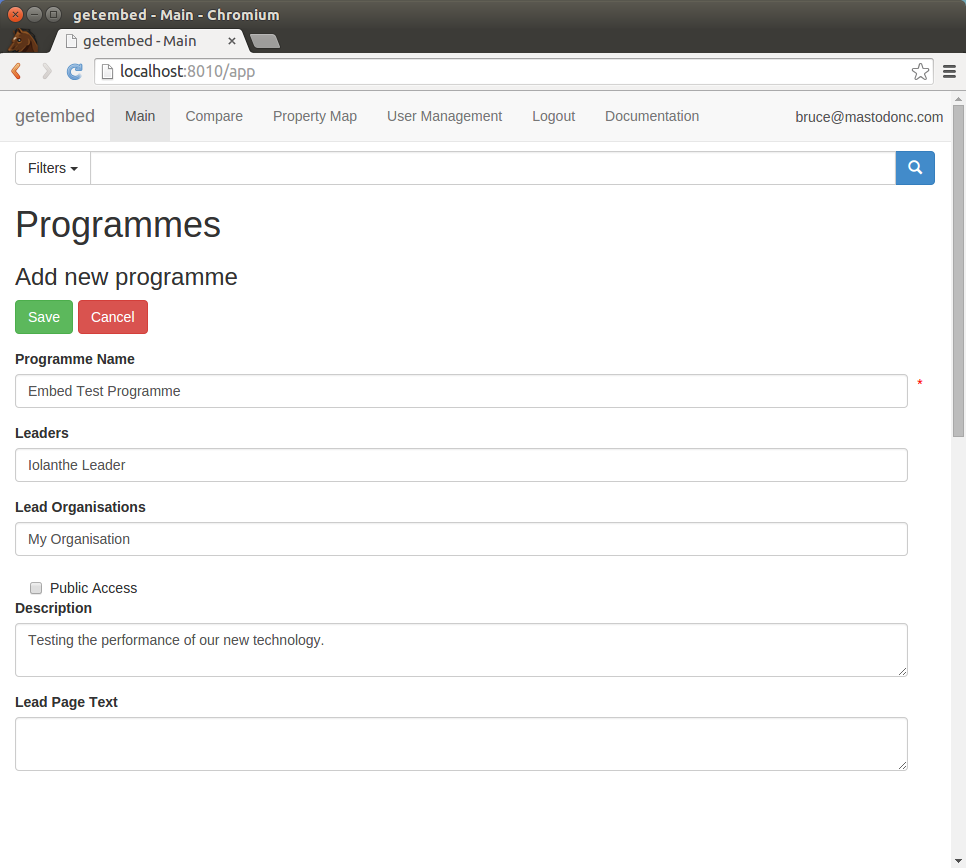 getembed - Main - Chromium
getembed - Main
localhost:8010/app
getembed Main Compare Property Map User Management Logout Documentation bruce@mastodonc.com
Filters
Programmes
Add new programme
Save Cancel
Programme Name
Embed Test Programme *
Leaders
Iolanthe Leader
Lead Organisations
My Organisation
Public Access
Description
Testing the performance of our new technology.
Lead Page Text